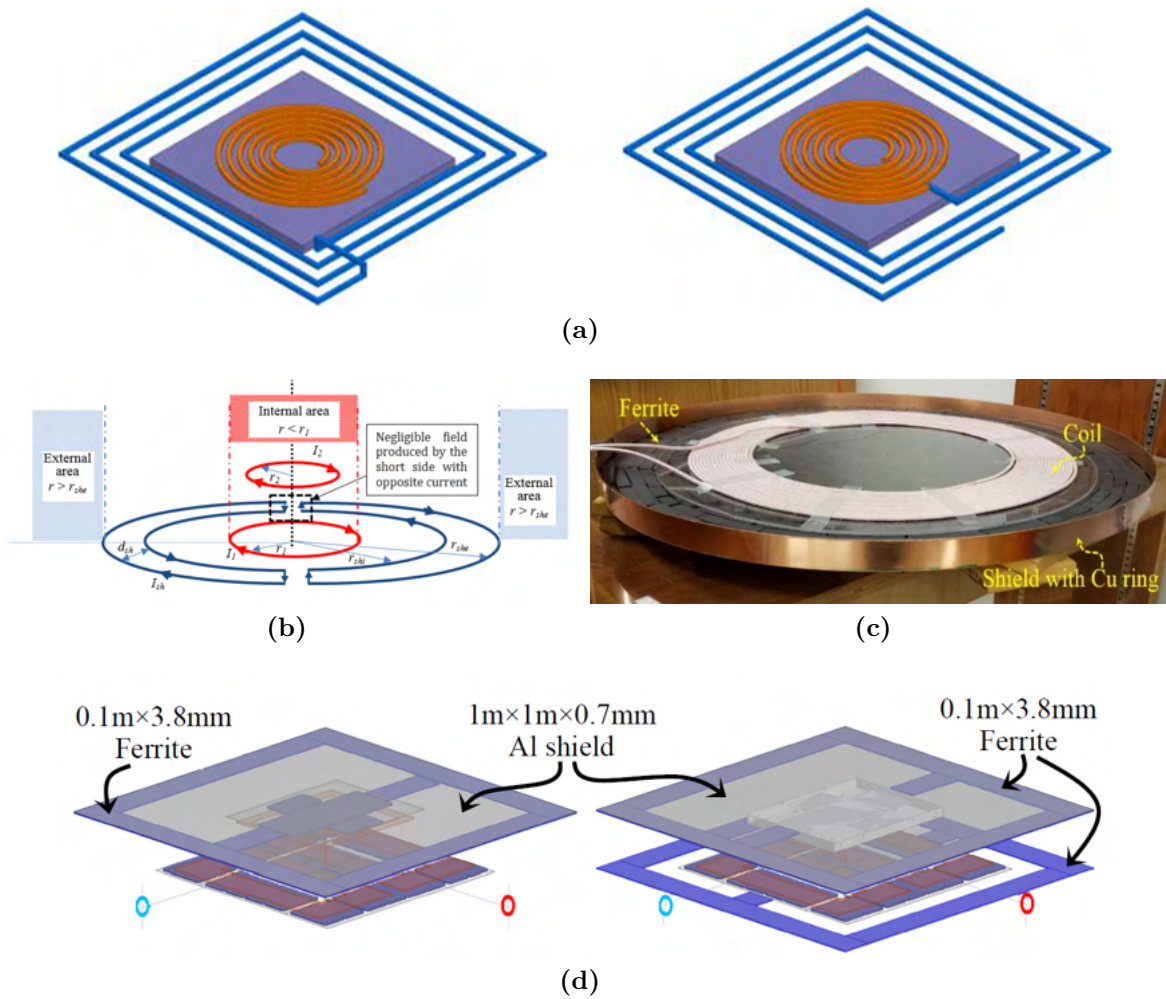 (a)
Internal area
r < r1
External
area
r > rshe
Negligible field
produced by the
short side with
opposite current
External
area
r > rshe
I2
r2
dsh
I1
r1
rshi
rshe
Ish
(b)
Ferrite
Coil
Shield with Cu ring
(c)
0.1m×3.8mm
Ferrite
1m×1m×0.7mm
Al shield
0.1m×3.8mm
Ferrite
(d)